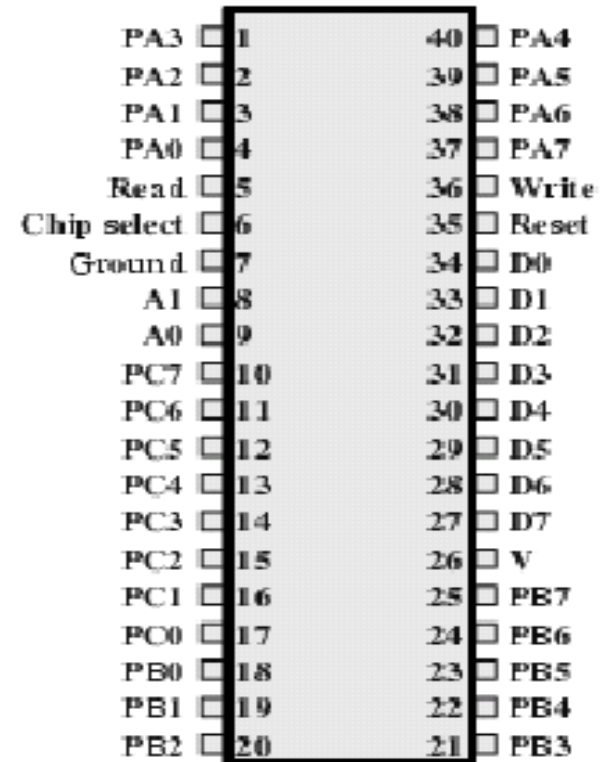 PA3 1 40 PA4
PA2 2 39 PA5
PA1 3 38 PA6
PA0 4 37 PA7
Read 5 36 Write
Chip select 6 35 Reset
Ground 7 34 D0
A1 8 33 D1
A0 9 32 D2
PC7 10 31 D3
PC6 11 30 D4
PC5 12 29 D5
PC4 13 28 D6
PC3 14 27 D7
PC2 15 26 V
PC1 16 25 PB7
PC0 17 24 PB6
PB0 18 23 PB5
PB1 19 22 PB4
PB2 20 21 PB3